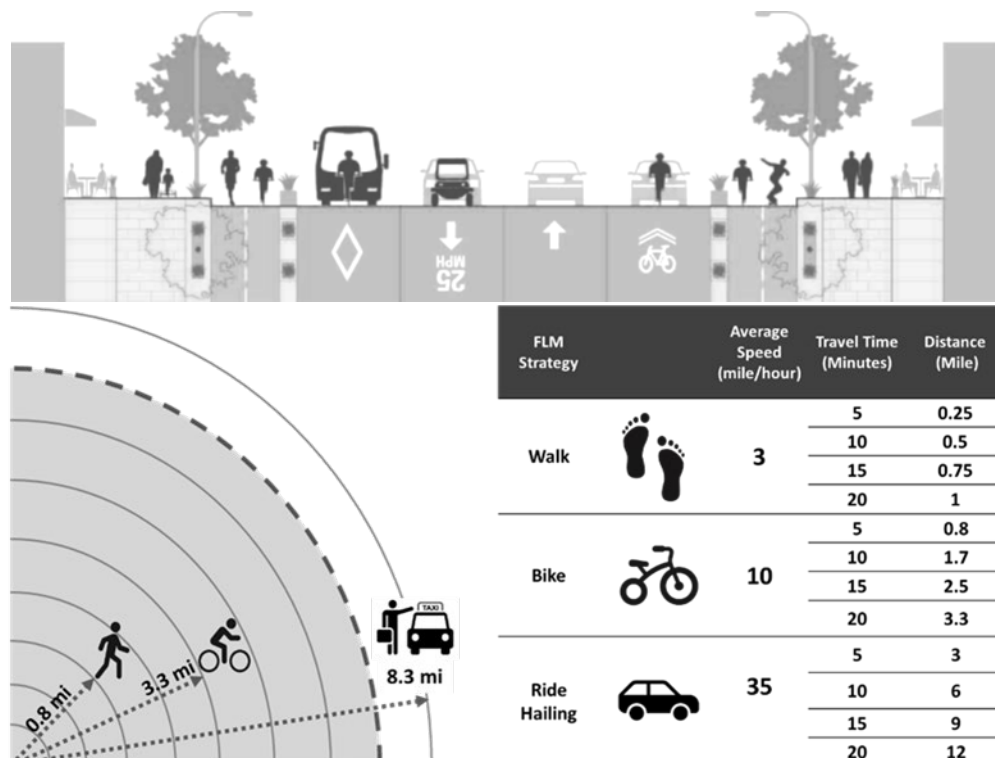 25
MPH
0.8 mi
3.3 mi
TAXI
8.3 mi
FLM
Strategy
Average
Speed
(mile/hour)
Travel Time
(Minutes)
Distance
(Mile)
Walk
3
5 0.25
10 0.5
15 0.75
20 1
Bike
10
5 0.8
10 1.7
15 2.5
20 3.3
Ride
Hailing
35
5 3
10 6
15 9
20 12